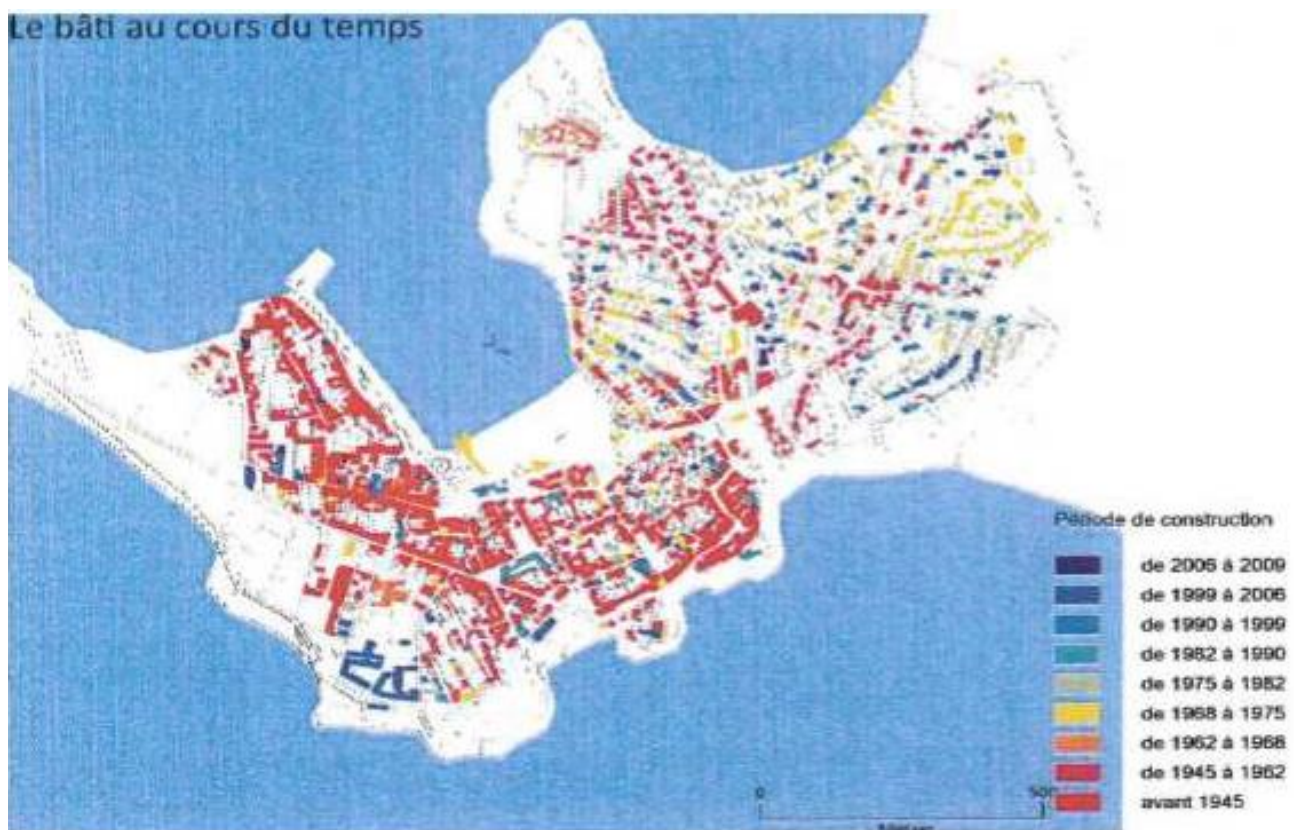 Le bâti au cours du temps
Période de construction
de 2006 à 2009
de 1999 à 2006
de 1990 à 1999
de 1982 à 1990
de 1975 à 1982
de 1968 à 1975
de 1962 à 1968
de 1945 à 1962
avant 1945
0